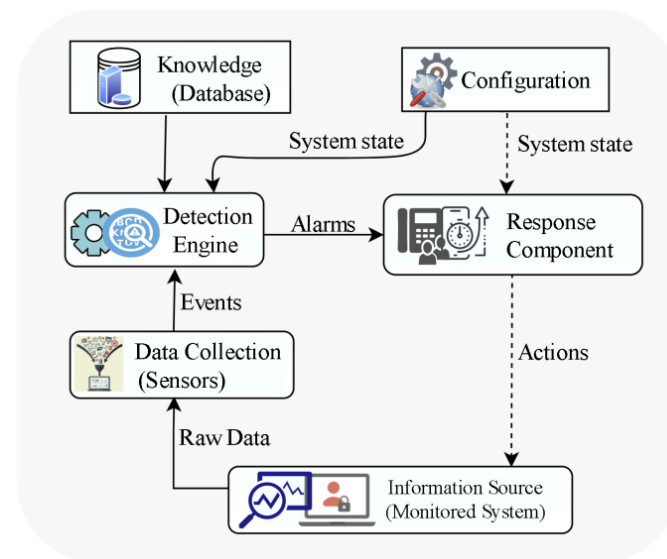 Knowledge
(Database)
Configuration
System state
System state
Detection
Engine
Alarms
Response
Component
Events
Data Collection
(Sensors)
Actions
Raw Data
Information Source
(Monitored System)